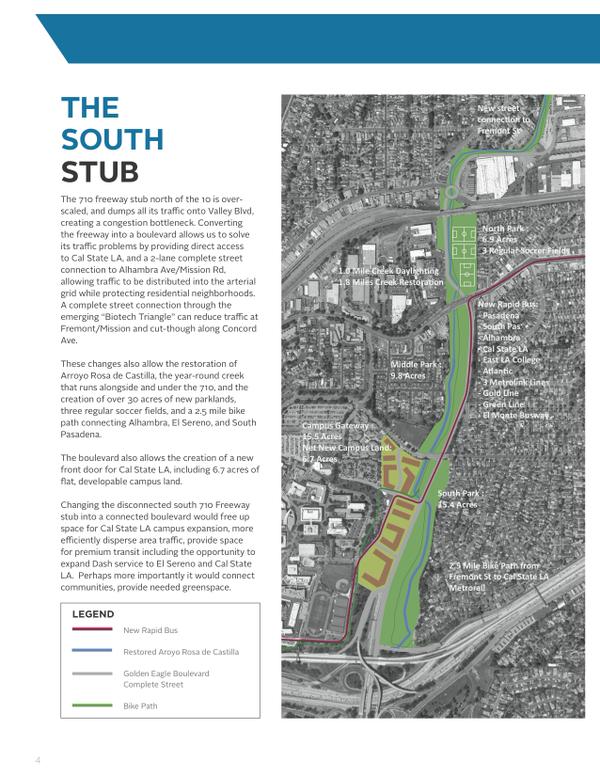 THE
SOUTH
STUB
The 710 freeway stub north of the 10 is over-
scaled, and dumps all its traffic onto Valley Blvd,
creating a congestion bottleneck. Converting
the freeway into a boulevard allows us to solve
its traffic problems by providing direct access
to Cal State LA, and a 2-lane complete street
connection to Alhambra Ave/Mission Rd,
allowing traffic to be distributed into the arterial
grid while protecting residential neighborhoods.
A complete street connection through the
emerging “Biotech Triangle” can reduce traffic at
Fremont/Mission and cut-though along Concord
Ave.
These changes also allow the restoration of
Arroyo Rosa de Castilla, the year-round creek
that runs alongside and under the 710, and the
creation of over 30 acres of new parklands,
three regular soccer fields, and a 2.5 mile bike
path connecting Alhambra, El Sereno, and South
Pasadena.
The boulevard also allows the creation of a new
front door for Cal State LA, including 6.7 acres of
flat, developable campus land.
Changing the disconnected south 710 Freeway
stub into a connected boulevard would free up
space for Cal State LA campus expansion, more
efficiently disperse area traffic, provide space
for premium transit including the opportunity to
expand Dash service to El Sereno and Cal State
LA.  Perhaps more importantly it would connect
communities, provide needed greenspace.
LEGEND
New Rapid Bus
Restored Aroyo Rosa de Castilla
Golden Eagle Boulevard
Complete Street
Bike Path
New street
connection to
Fremont St
North Park :
6.9 Acres
3 Regular Soccer Fields
1.0 Mile Creek Daylighting
1.8 Miles Creek Restoration
New Rapid Bus:
- Pasadena
- South Pas
- Alhambra
- Cal State LA
- East LA College
- Atlantic
- 3 Metrolink Lines
- Gold Line
- Green Line
- El Monte Busway
Middle Park :
9.8 Acres
Campus Gateway :
15.5 Acres
Net New Campus Land:
6.7 Acres
South Park :
15.4 Acres
2.5 Mile Bike Path from
Fremont St to Cal State LA
Metrorail
4